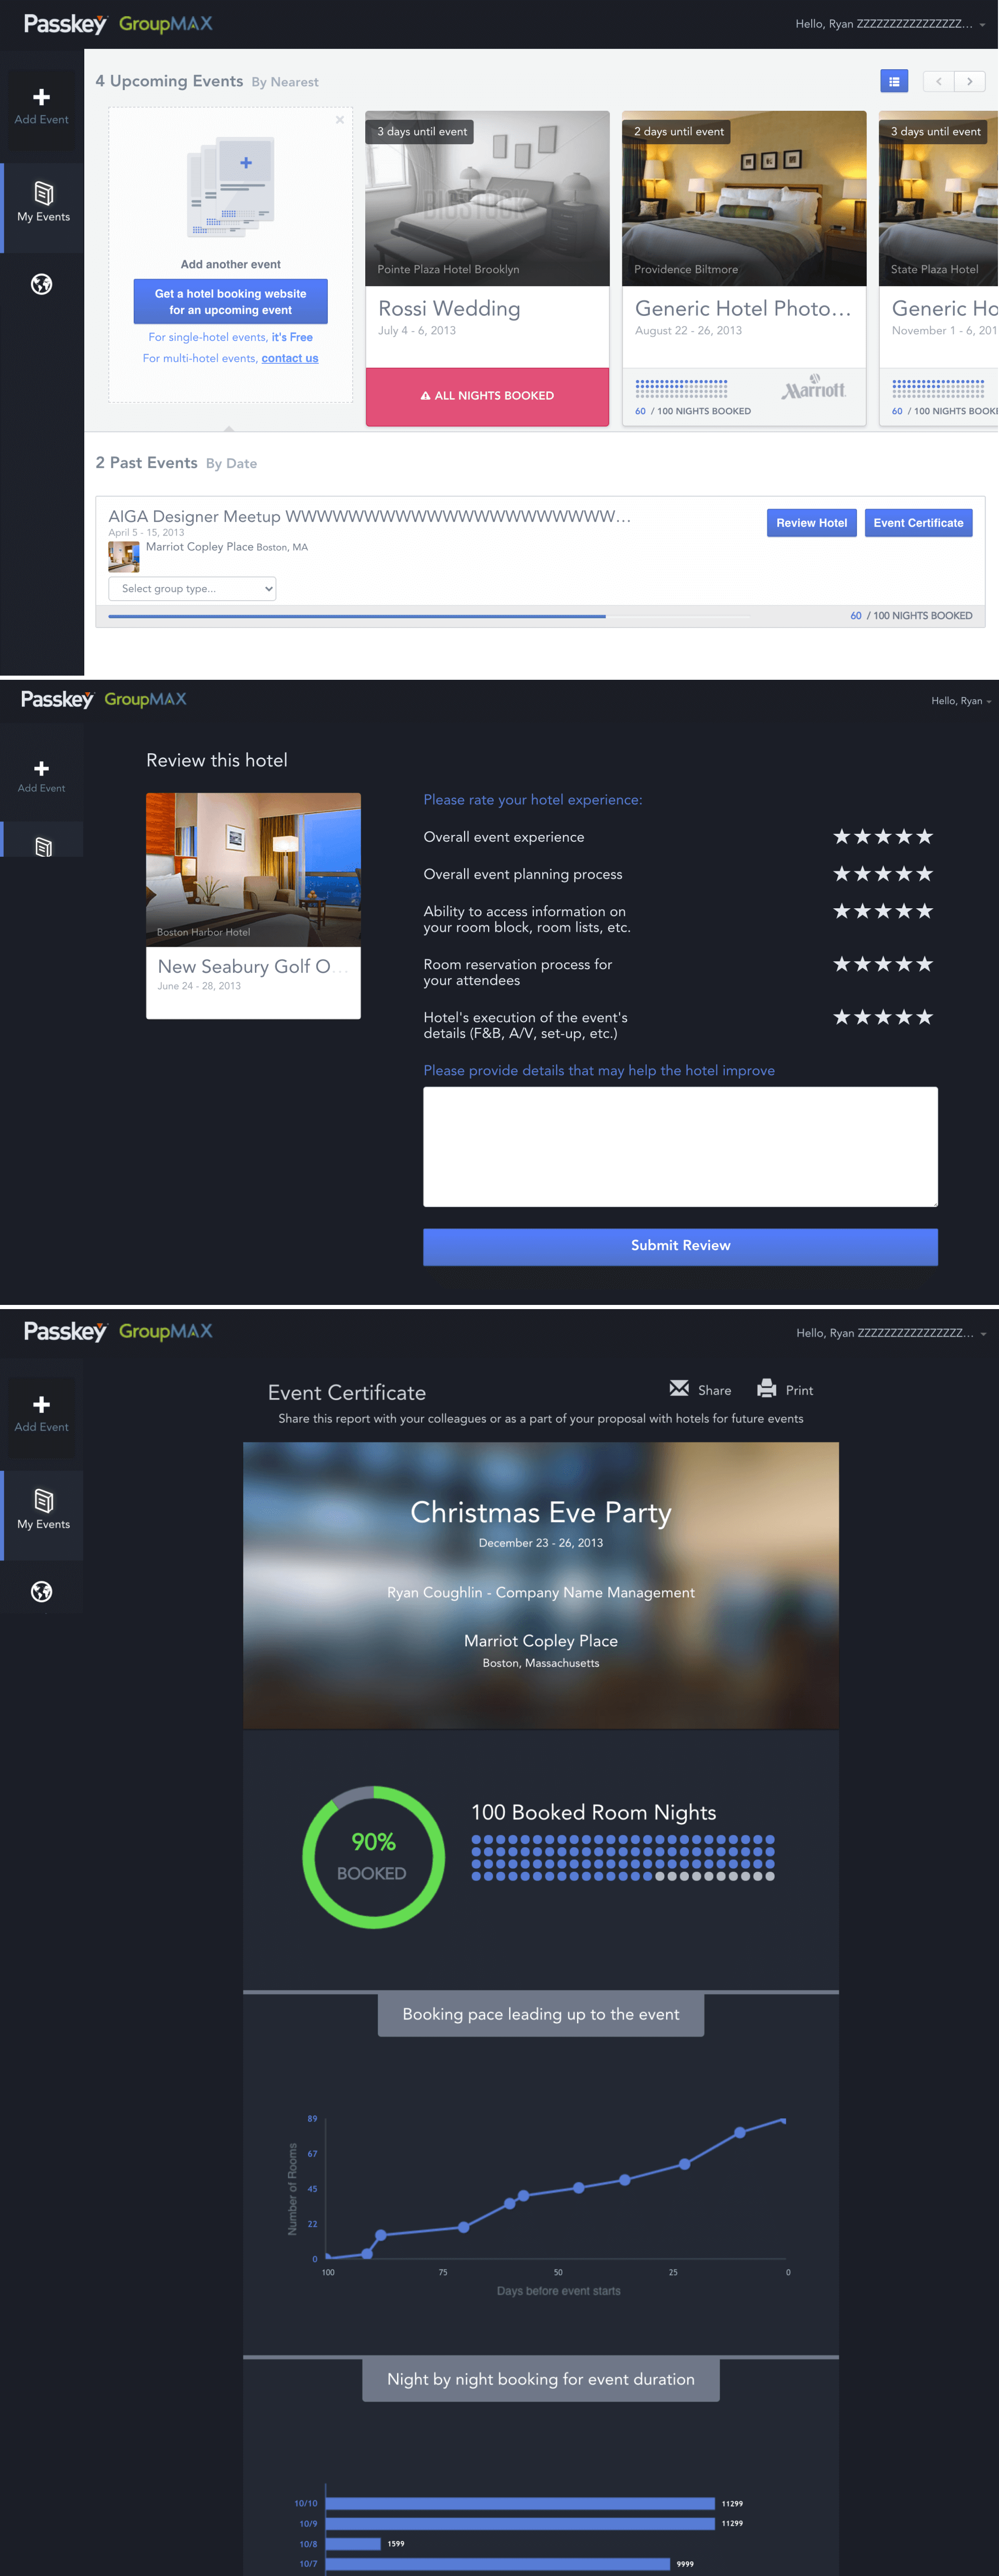 Passkey GroupMAX
Hello, Ryan ZZZZZZZZZZZZZZZZ...
Add Event
My Events
4 Upcoming Events By Nearest
Add another event
Get a hotel booking website
for an upcoming event
For single-hotel events, it's Free
For multi-hotel events, contact us
3 days until event
Pointe Plaza Hotel Brooklyn
Rossi Wedding
July 4 - 6, 2013
ALL NIGHTS BOOKED
2 days until event
Providence Biltmore
Generic Hotel Photo...
August 22 - 26, 2013
Marriott
60 / 100 NIGHTS BOOKED
3 days until event
State Plaza Hotel
Generic Ho
November 1 - 6, 201
60 / 100 NIGHTS BOOK
2 Past Events By Date
AIGA Designer Meetup WWWWWWWWWWWWWWWWWWWWW...
April 5 - 15, 2013
Marriot Copley Place Boston, MA
Select group type...
Review Hotel
Event Certificate
60 / 100 NIGHTS BOOKED
Passkey GroupMAX
Hello, Ryan
Add Event
Review this hotel
Boston Harbor Hotel
New Seabury Golf O...
June 24 - 28, 2013
Please rate your hotel experience:
Overall event experience
Overall event planning process
Ability to access information on
your room block, room lists, etc.
Room reservation process for
your attendees
Hotel's execution of the event's
details (F&B, A/V, set-up, etc.)
Please provide details that may help the hotel improve
Submit Review
Passkey GroupMAX
Hello, Ryan ZZZZZZZZZZZZZZZZ...
Add Event
My Events
Event Certificate
Share
Print
Share this report with your colleagues or as a part of your proposal with hotels for future events
Christmas Eve Party
December 23 - 26, 2013
Ryan Coughlin - Company Name Management
Marriot Copley Place
Boston, Massachusetts
90%
BOOKED
100 Booked Room Nights
Booking pace leading up to the event
Number of Rooms
89
67
45
22
0
100 75 50 25 0
Days before event starts
Night by night booking for event duration
10/10 11299
10/9 11299
10/8 1599
10/7 9999